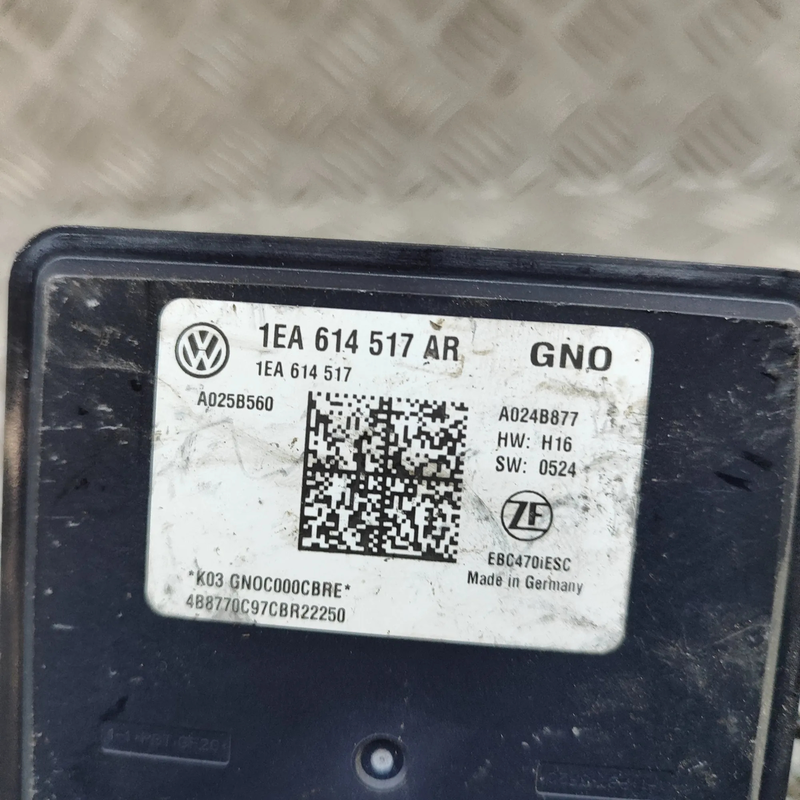 1EA 614 517 AR GNO
1EA 614 517
A025B560
A024B877
HW: H16
SW: 0524
ZF
EBC470iESC
Made in Germany
*K03 GNOC000CBRE*
4B8770C97CBR22250